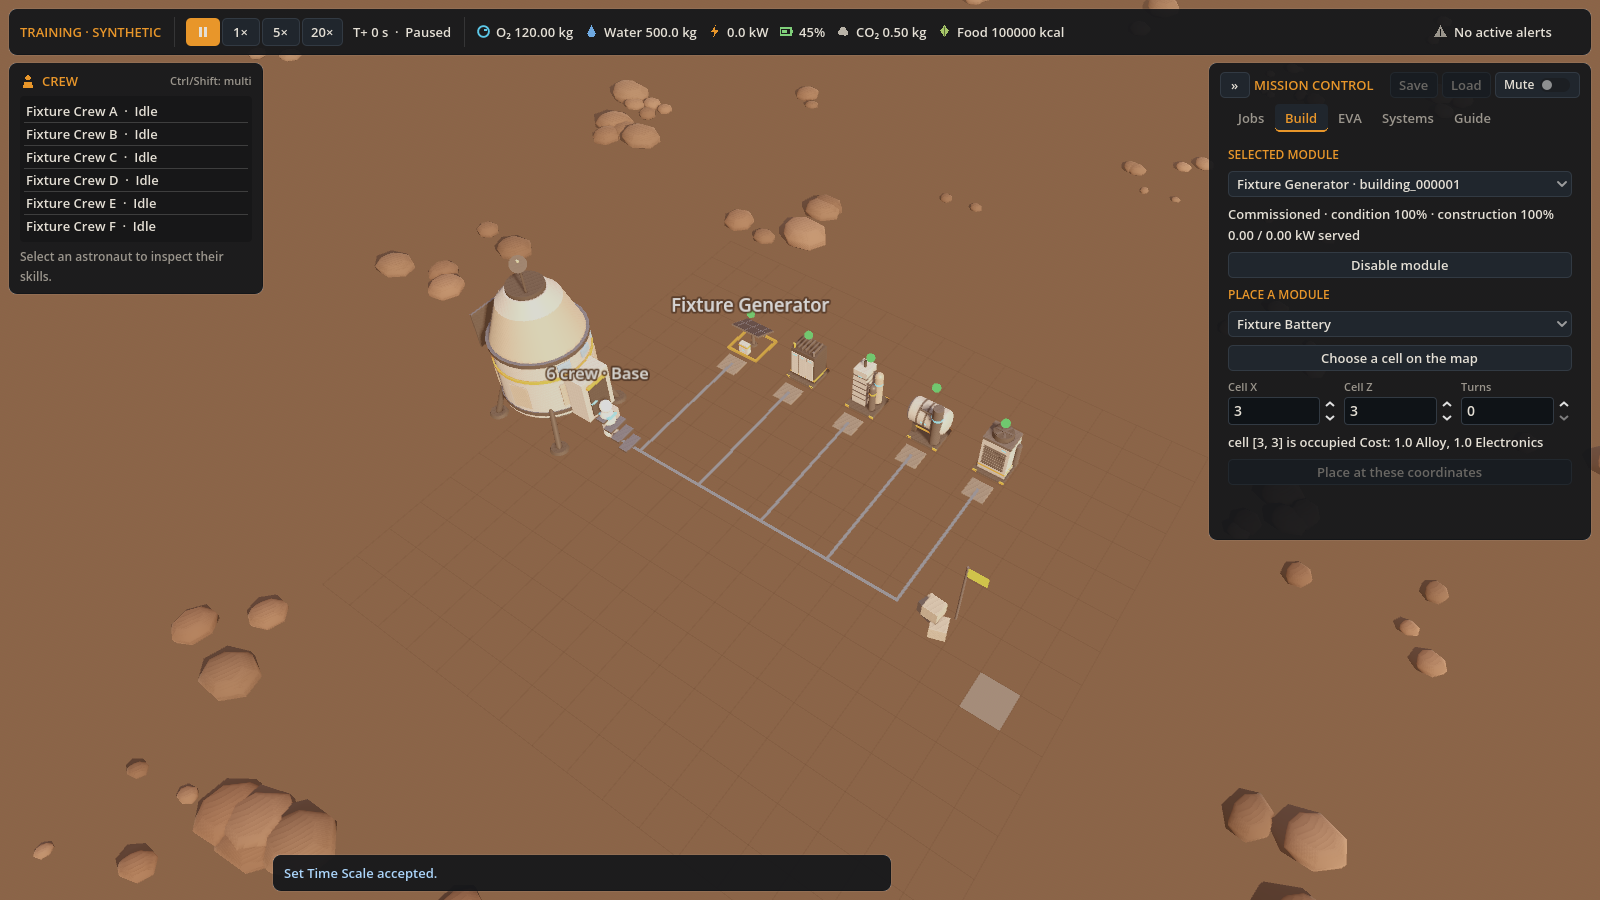 TRAINING · SYNTHETIC
1×
5×
20×
T+ 0 s · Paused
O₂ 120.00 kg
Water 500.0 kg
0.0 kW
45%
CO₂ 0.50 kg
Food 100000 kcal
No active alerts
CREW
Ctrl/Shift: multi
Fixture Crew A · Idle
Fixture Crew B · Idle
Fixture Crew C · Idle
Fixture Crew D · Idle
Fixture Crew E · Idle
Fixture Crew F · Idle
Select an astronaut to inspect their
skills.
Fixture Generator
6 crew · Base
» MISSION CONTROL
Save
Load
Mute
Jobs
Build
EVA
Systems
Guide
SELECTED MODULE
Fixture Generator · building_000001
Commissioned · condition 100% · construction 100%
0.00 / 0.00 kW served
Disable module
PLACE A MODULE
Fixture Battery
Choose a cell on the map
Cell X
Cell Z
Turns
3
3
0
cell [3, 3] is occupied Cost: 1.0 Alloy, 1.0 Electronics
Place at these coordinates
Set Time Scale accepted.